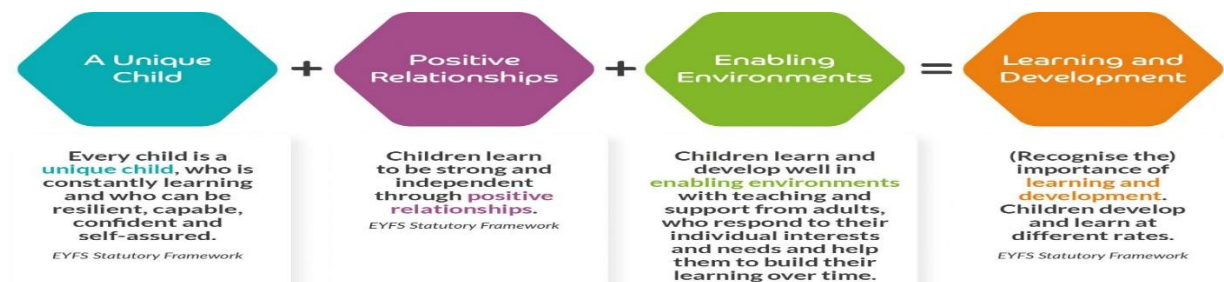 A Unique
Child
+
Positive
Relationships
+
Enabling
Environments
=
Learning and
Development
Every child is a
unique child, who is
constantly learning
and who can be
resilient, capable,
confident and
self-assured.
EYFS Statutory Framework
Children learn
to be strong and
independent
through positive
relationships.
EYFS Statutory Framework
Children learn and
develop well in
enabling environments
with teaching and
support from adults,
who respond to their
individual interests
and needs and help
them to build their
learning over time.
(Recognise the)
importance of
learning and
development.
Children develop
and learn at
different rates.
EYFS Statutory Framework